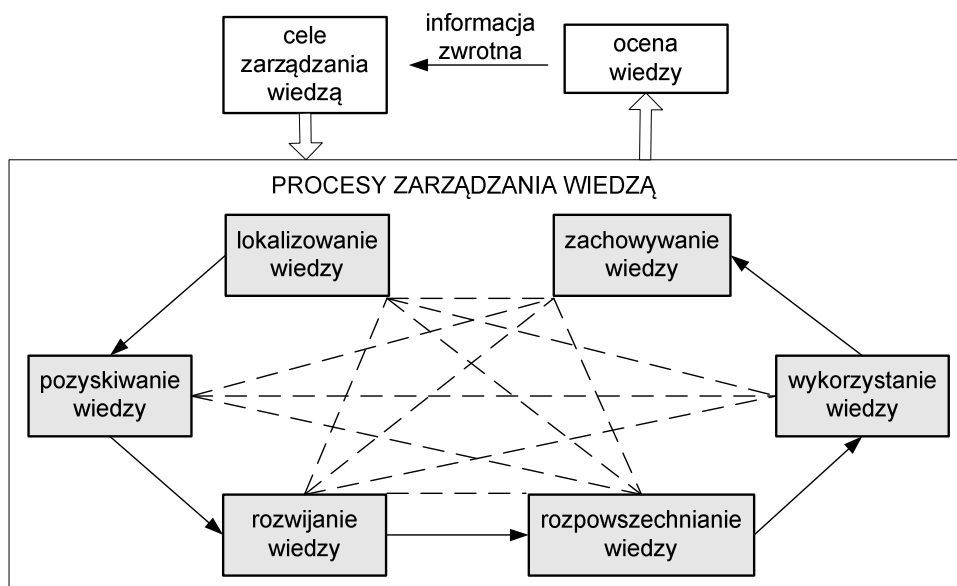 cele
zarządzania
wiedzą
informacja
zwrotna
ocena
wiedzy
PROCESY ZARZĄDZANIA WIEDZĄ
lokalizowanie
wiedzy
zachowywanie
wiedzy
pozyskiwanie
wiedzy
wykorzystanie
wiedzy
rozwijanie
wiedzy
rozpowszechnianie
wiedzy